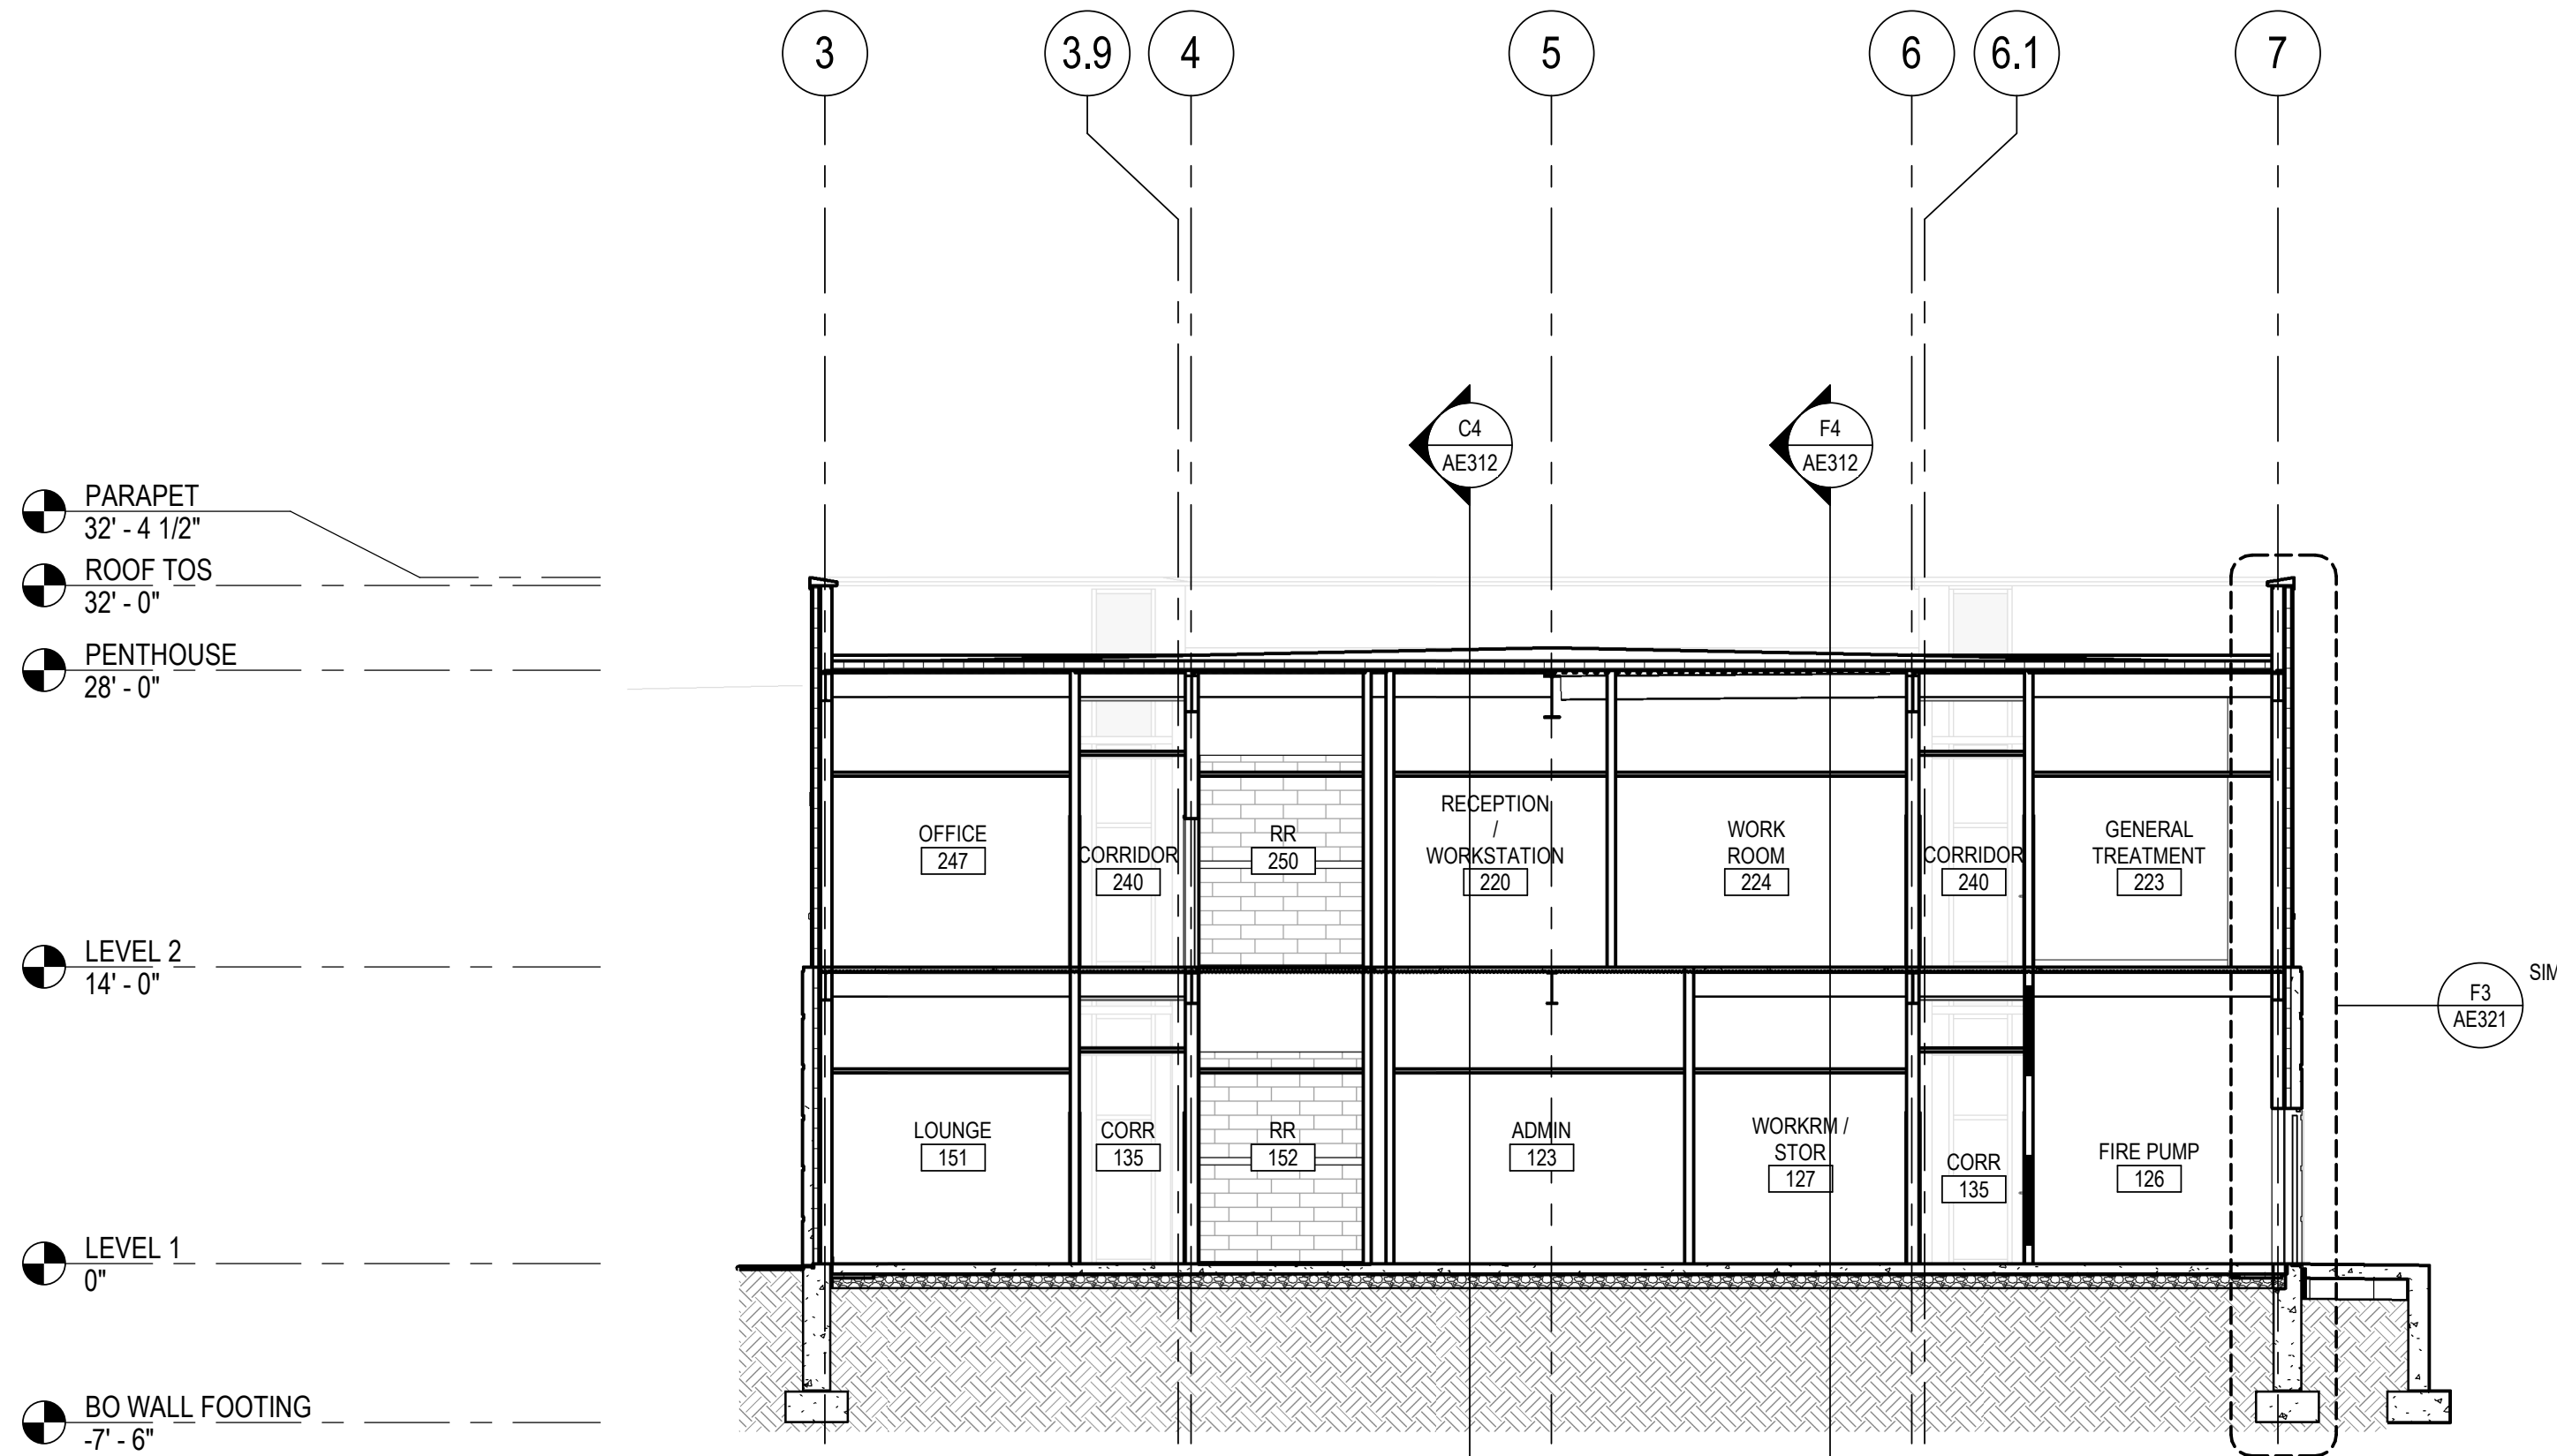 3
3.9
4
5
6
6.1
7
C4
AE312
F4
AE312
PARAPET
32' - 4 1/2"
ROOF TOS
32' - 0"
PENTHOUSE
28' - 0"
LEVEL 2
14' - 0"
LEVEL 1
0"
BO WALL FOOTING
-7' - 6"
OFFICE
247
CORRIDOR
240
RR
250
RECEPTION
/
WORKSTATION
220
WORK
ROOM
224
CORRIDOR
240
GENERAL
TREATMENT
223
SIM
F3
AE321
LOUNGE
151
CORR
135
RR
152
ADMIN
123
WORKRM /
STOR
127
CORR
135
FIRE PUMP
126